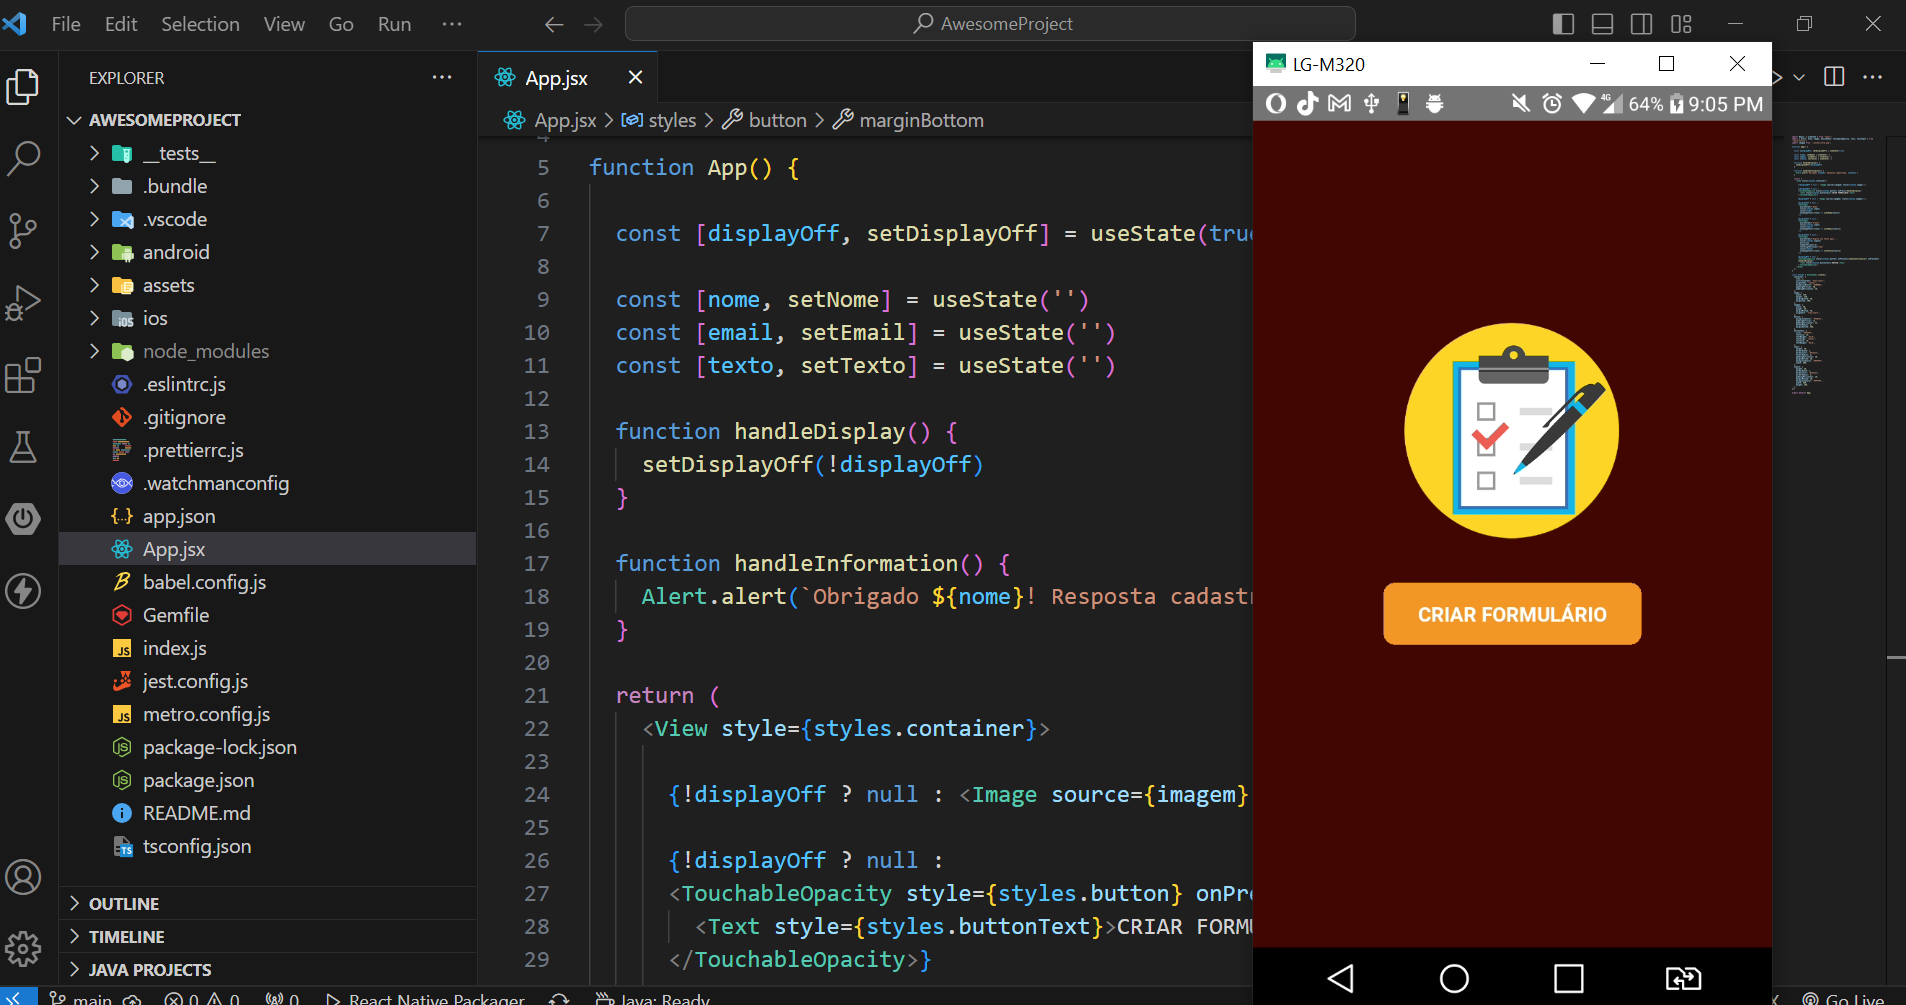 File Edit Selection View Go Run ···
AwesomeProject
EXPLORER
AWESOMEPROJECT
__tests__
.bundle
.vscode
android
assets
ios
node_modules
.eslintrc.js
.gitignore
.prettierrc.js
.watchmanconfig
app.json
App.jsx
babel.config.js
Gemfile
index.js
jest.config.js
metro.config.js
package-lock.json
package.json
README.md
tsconfig.json
OUTLINE
TIMELINE
JAVA PROJECTS
App.jsx
App.jsx > styles > button > marginBottom
4
5 function App() {
6
7 const [displayOff, setDisplayOff] = useState(true
8
9 const [nome, setNome] = useState('')
10 const [email, setEmail] = useState('')
11 const [texto, setTexto] = useState('')
12
13 function handleDisplay() {
14 setDisplayOff(!displayOff)
15 }
16
17 function handleInformation() {
18 Alert.alert(`Obrigado ${nome}! Resposta cadast
19 }
20
21 return (
22 <View style={styles.container}>
23
24 {!displayOff ? null : <Image source={imagem}
25
26 {!displayOff ? null :
27 <TouchableOpacity style={styles.button} onPr
28 <Text style={styles.buttonText}>CRIAR FORM
29 </TouchableOpacity>}
LG-M320
4G 64% 9:05 PM
CRIAR FORMULÁRIO
main 0 0 0 React Native Packager Java: Ready Go Live